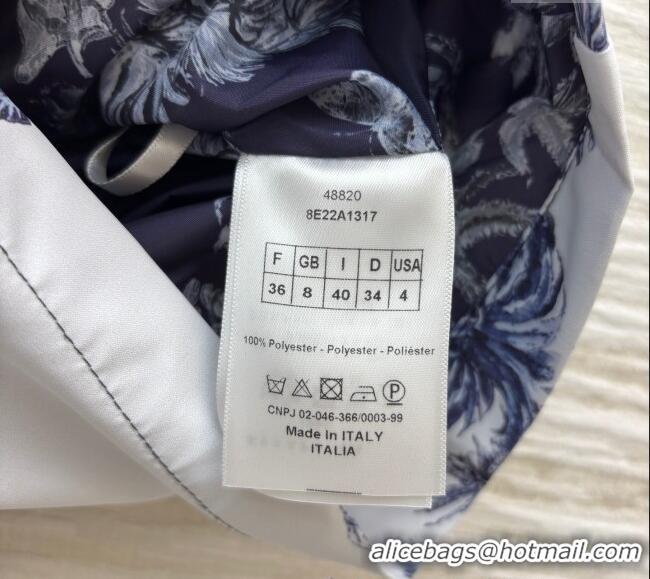 48820
8E22A1317
F GB I D USA
36 8 40 34 4
100% Polyester - Polyester - Poliéster
P
CNPJ 02-046-366/0003-99
Made in ITALY
ITALIA
alicebags@hotmail.com